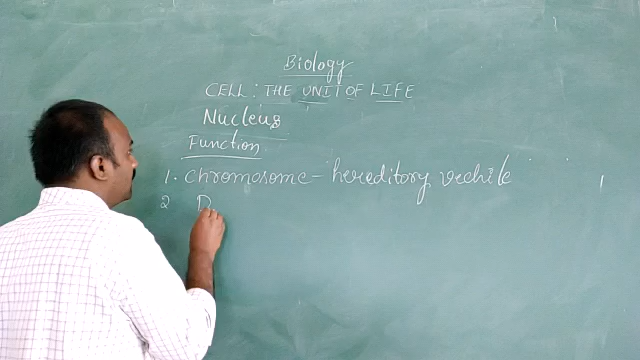 Biology
CELL: THE UNIT OF LIFE
Nucleus
Function
1. chromosome - hereditory vechile
2 D